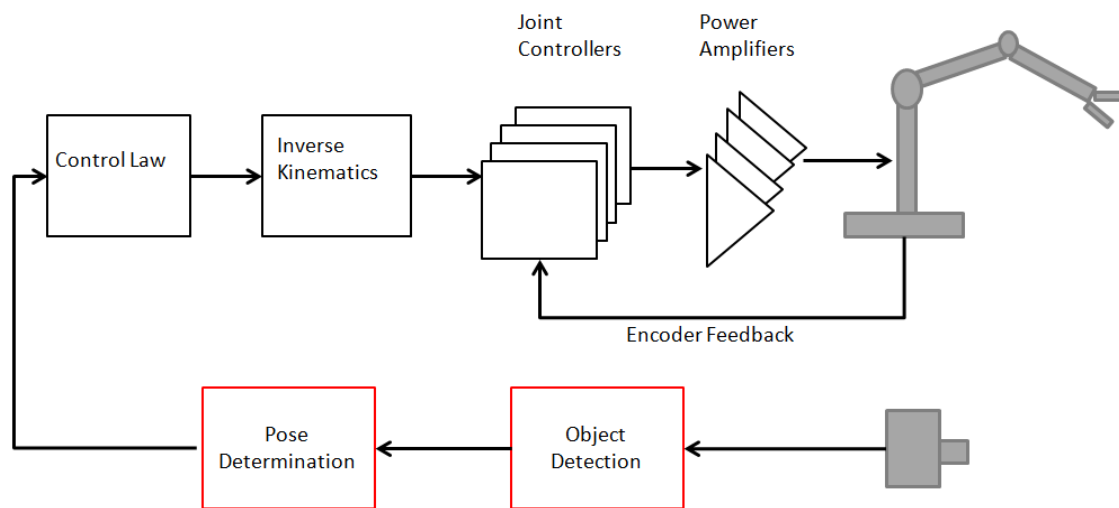 Joint
Controllers
Power
Amplifiers
Control Law
Inverse
Kinematics
Encoder Feedback
Pose
Determination
Object
Detection